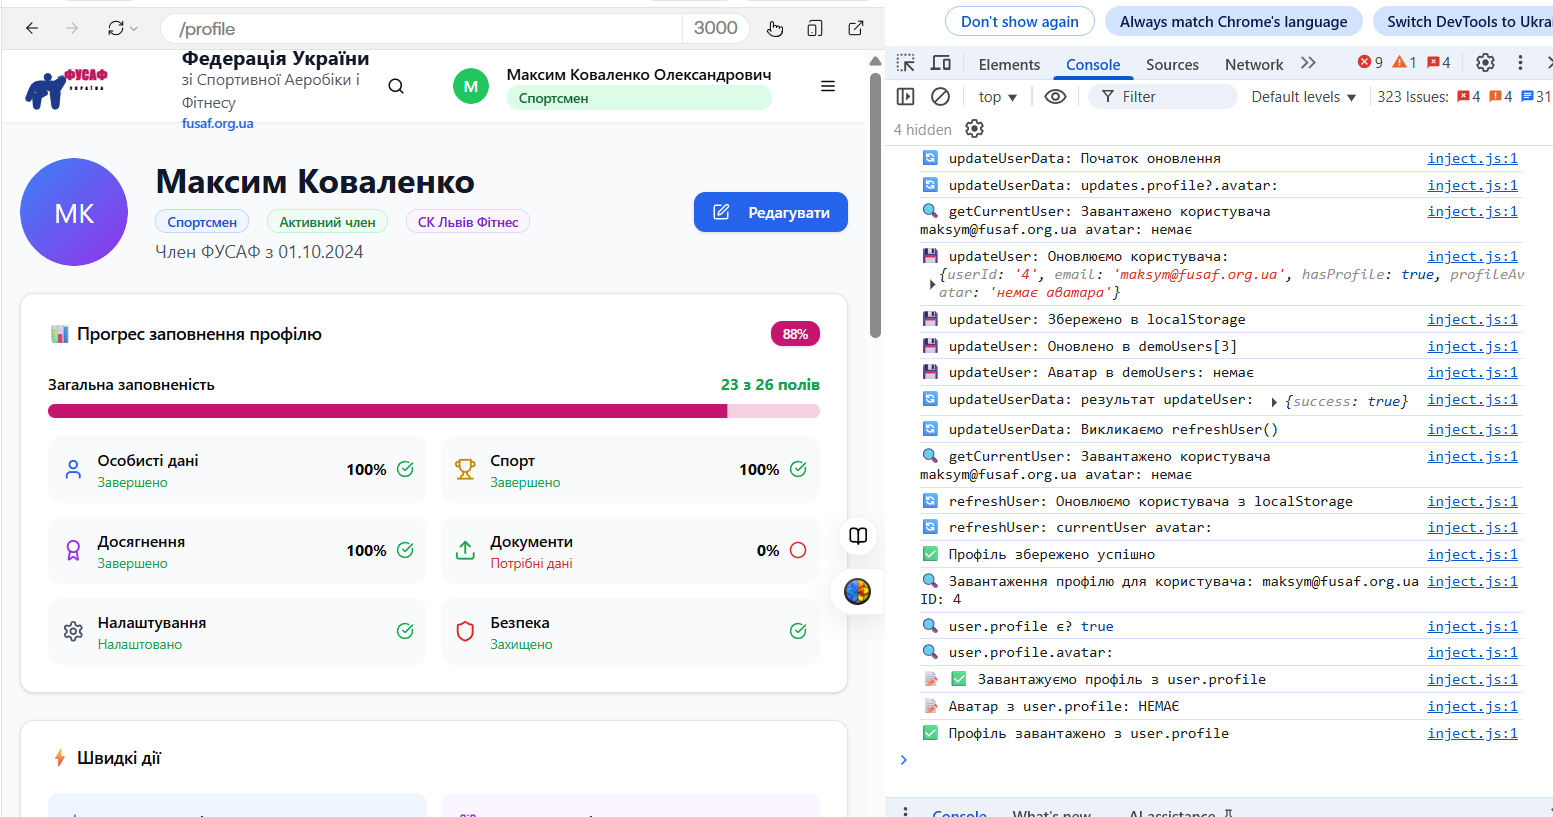 /profile
3000
ФУСАФ
УКРАЇНА
Федерація України
зі Спортивної Аеробіки і
Фітнесу
fusaf.org.ua
М
Максим Коваленко Олександрович
Спортсмен
МК
Максим Коваленко
Спортсмен
Активний член
СК Львів Фітнес
Член ФУСАФ з 01.10.2024
Редагувати
Прогрес заповнення профілю
88%
Загальна заповненість
23 з 26 полів
Особисті дані
Завершено
100%
Спорт
Завершено
100%
Досягнення
Завершено
100%
Документи
Потрібні дані
0%
Налаштування
Налаштовано
Безпека
Захищено
Швидкі дії
Don't show again
Always match Chrome's language
Switch DevTools to Ukra
Elements
Console
Sources
Network
9
1
4
top
Filter
Default levels
323 Issues:
4
4
31
4 hidden
updateUserData: Початок оновлення inject.js:1
updateUserData: updates.profile?.avatar: inject.js:1
getCurrentUser: Завантажено користувача inject.js:1
maksym@fusaf.org.ua avatar: немає
updateUser: Оновлюємо користувача: inject.js:1
{userId: '4', email: 'maksym@fusaf.org.ua', hasProfile: true, profileAv
atar: 'немає аватара'}
updateUser: Збережено в localStorage inject.js:1
updateUser: Оновлено в demoUsers[3] inject.js:1
updateUser: Аватар в demoUsers: немає inject.js:1
updateUserData: результат updateUser: {success: true} inject.js:1
updateUserData: Викликаємо refreshUser() inject.js:1
getCurrentUser: Завантажено користувача inject.js:1
maksym@fusaf.org.ua avatar: немає
refreshUser: Оновлюємо користувача з localStorage inject.js:1
refreshUser: currentUser avatar: inject.js:1
Профіль збережено успішно inject.js:1
Завантаження профілю для користувача: maksym@fusaf.org.ua inject.js:1
ID: 4
user.profile є? true inject.js:1
user.profile.avatar: inject.js:1
Завантажуємо профіль з user.profile inject.js:1
Аватар з user.profile: НЕМАЄ inject.js:1
Профіль завантажено з user.profile inject.js:1
Console
What's new
AI assistance